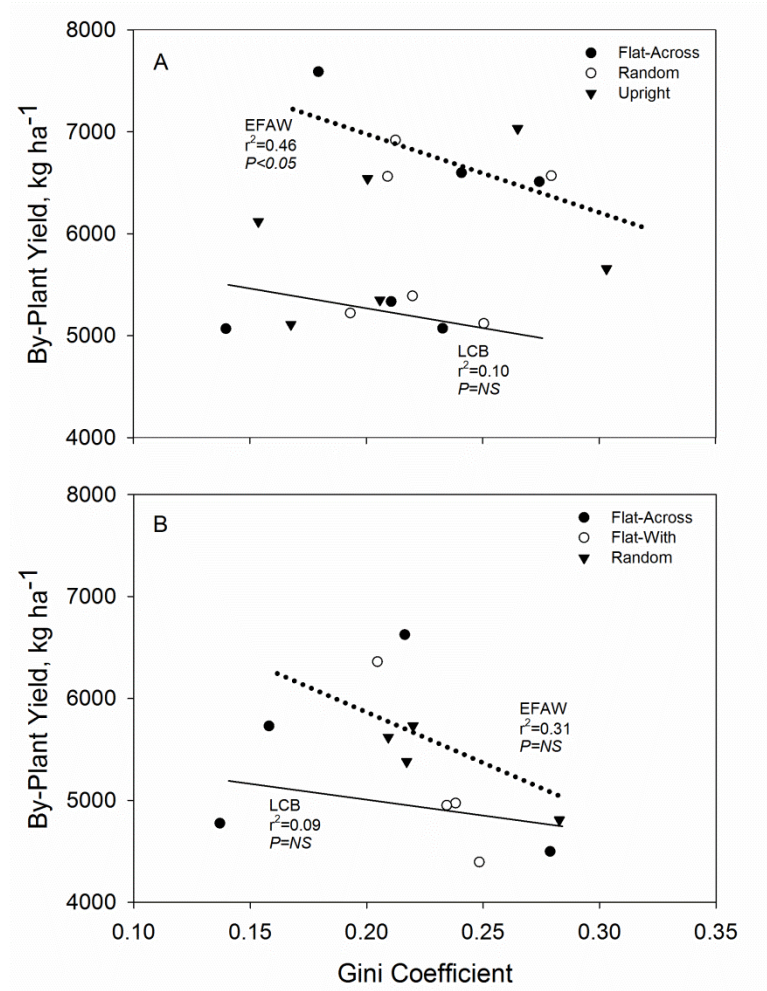 8000
7000
6000
5000
4000
By-Plant Yield, kg ha⁻¹
A
Flat-Across
Random
Upright
EFAW
r²=0.46
P<0.05
LCB
r²=0.10
P=NS
8000
7000
6000
5000
4000
By-Plant Yield, kg ha⁻¹
B
Flat-Across
Flat-With
Random
EFAW
r²=0.31
P=NS
LCB
r²=0.09
P=NS
0.10 0.15 0.20 0.25 0.30 0.35
Gini Coefficient